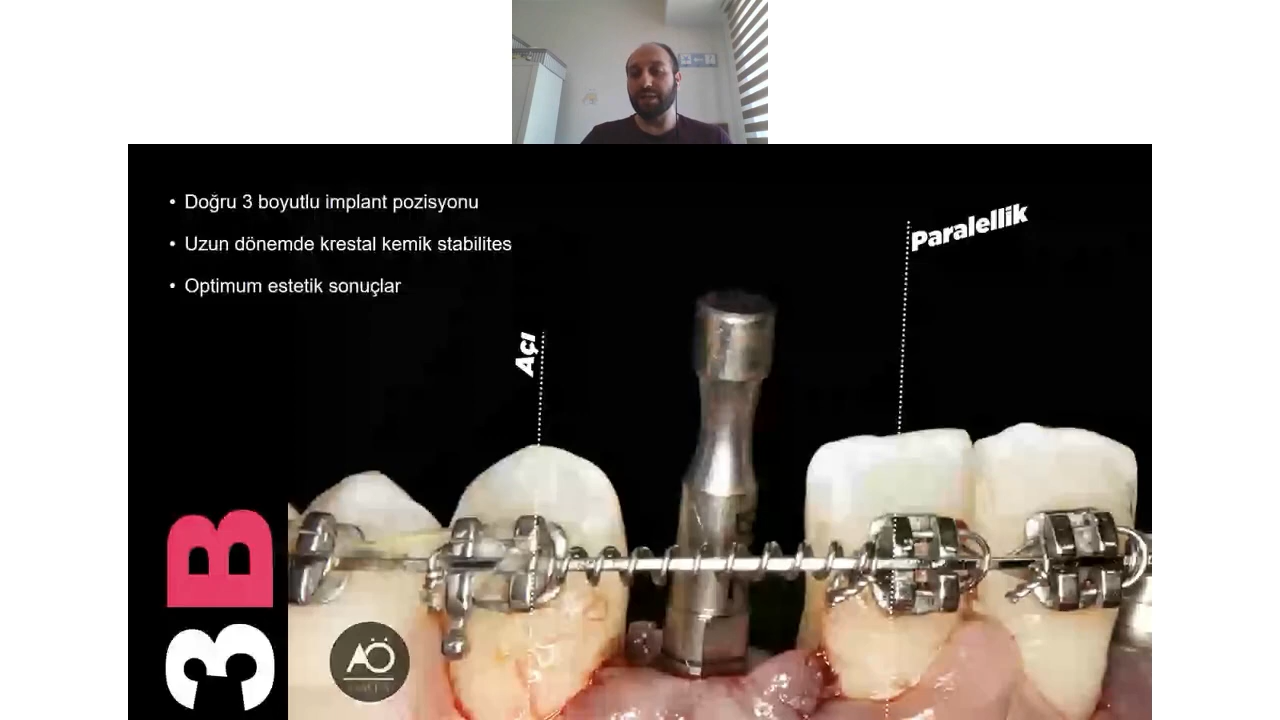 Doğru 3 boyutlu implant pozisyonu
Uzun dönemde krestal kemik stabilites
Optimum estetik sonuçlar
Paralellik
Açı
3B
AÖ